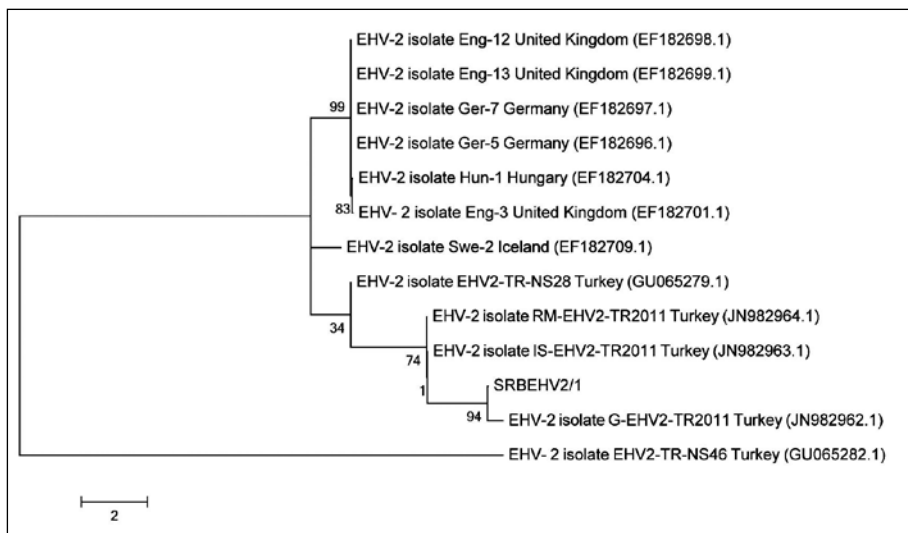 EHV-2 isolate Eng-12 United Kingdom (EF182698.1)
EHV-2 isolate Eng-13 United Kingdom (EF182699.1)
99
EHV-2 isolate Ger-7 Germany (EF182697.1)
EHV-2 isolate Ger-5 Germany (EF182696.1)
EHV-2 isolate Hun-1 Hungary (EF182704.1)
83
EHV- 2 isolate Eng-3 United Kingdom (EF182701.1)
EHV-2 isolate Swe-2 Iceland (EF182709.1)
EHV-2 isolate EHV2-TR-NS28 Turkey (GU065279.1)
34
EHV-2 isolate RM-EHV2-TR2011 Turkey (JN982964.1)
EHV-2 isolate IS-EHV2-TR2011 Turkey (JN982963.1)
74
SRBEHV2/1
1
94
EHV-2 isolate G-EHV2-TR2011 Turkey (JN982962.1)
EHV- 2 isolate EHV2-TR-NS46 Turkey (GU065282.1)
2